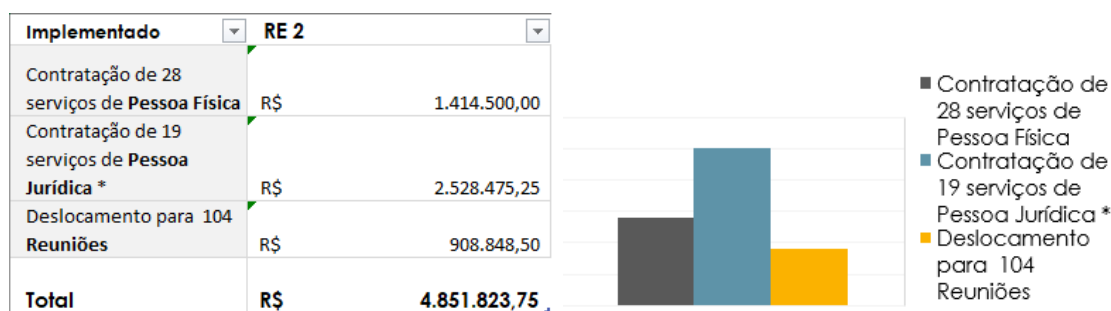 Implementado RE 2
Contratação de 28
serviços de Pessoa Física R$ 1.414.500,00
Contratação de 19
serviços de Pessoa
Jurídica * R$ 2.528.475,25
Deslocamento para 104
Reuniões R$ 908.848,50
Total R$ 4.851.823,75
Contratação de
28 serviços de
Pessoa Física
Contratação de
19 serviços de
Pessoa Jurídica *
Deslocamento
para 104
Reuniões